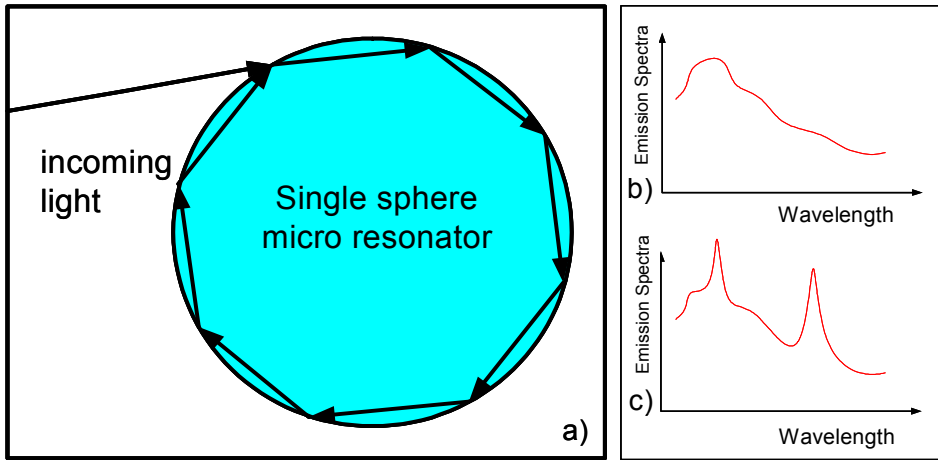 incoming
light
Single sphere
micro resonator
a)
Emission Spectra
b)
Wavelength
Emission Spectra
c)
Wavelength